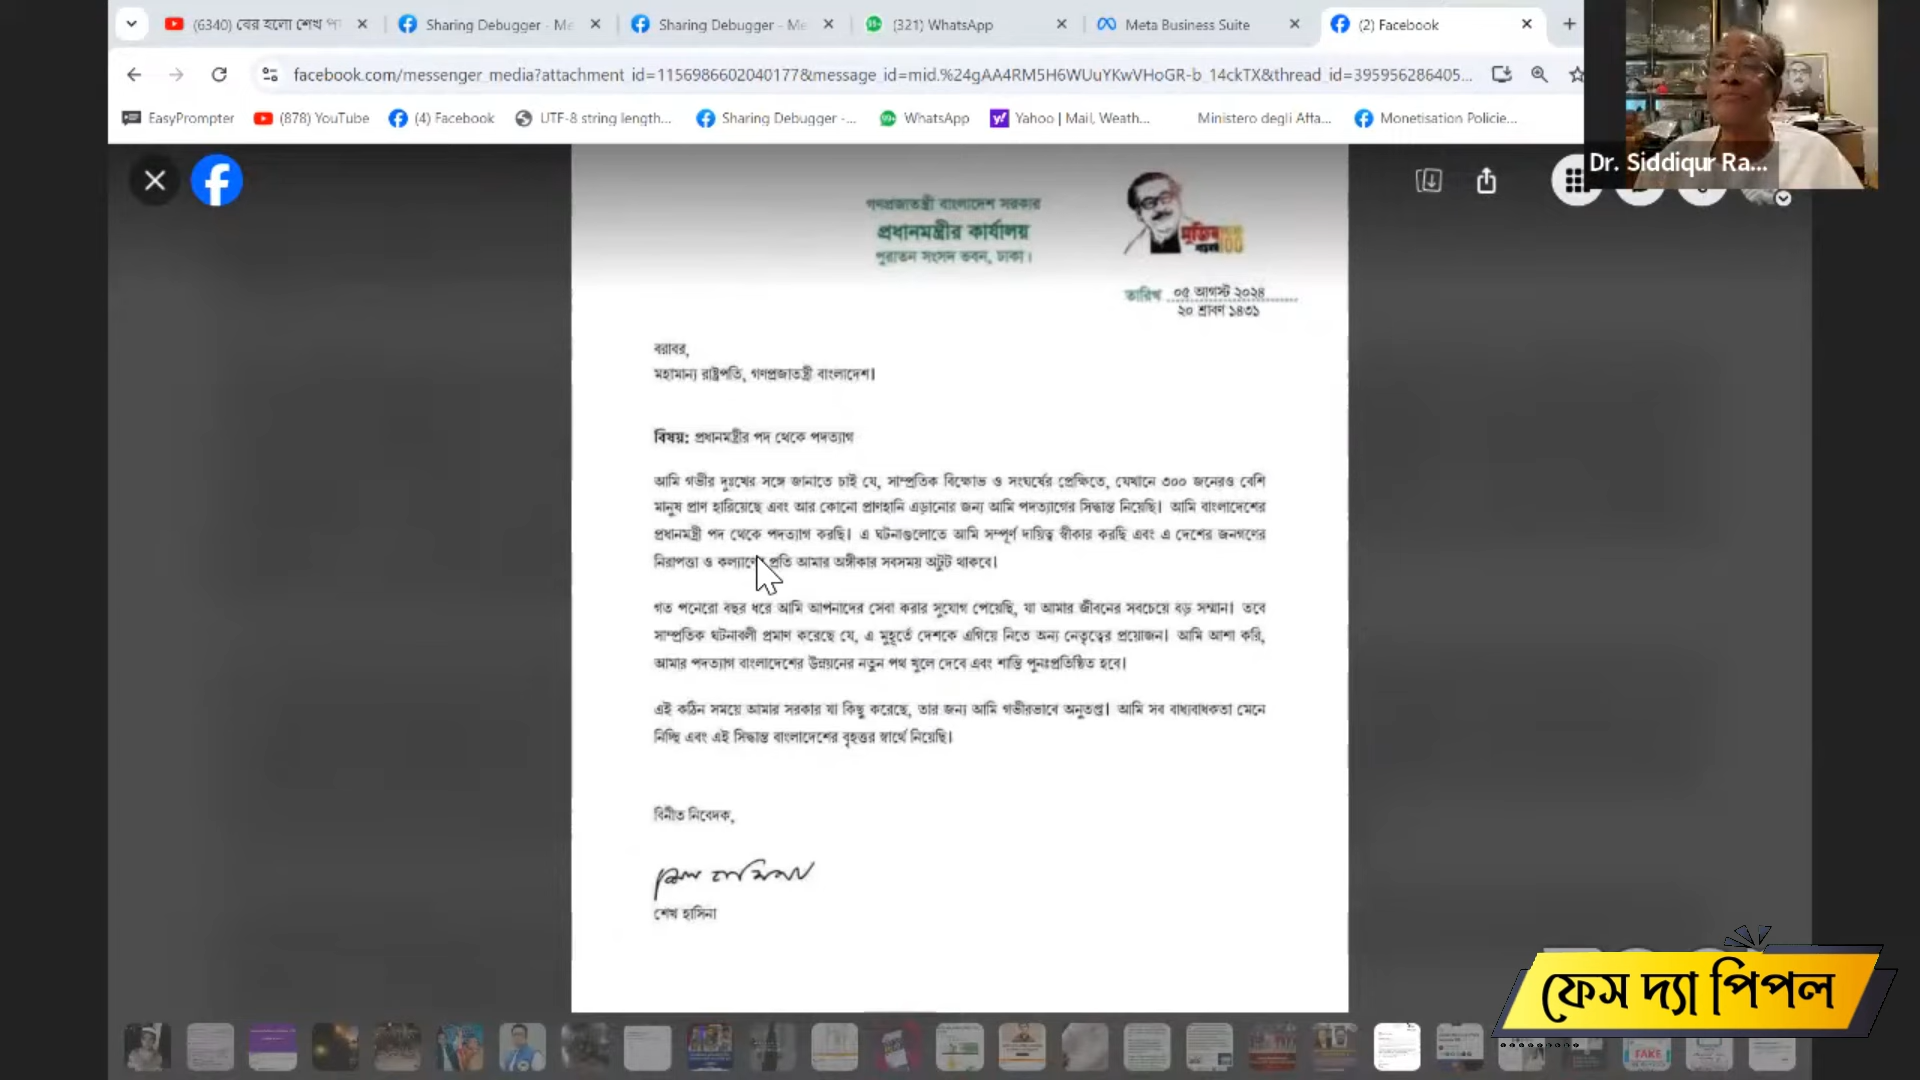 (6340) বের হলো শেখ প
Sharing Debugger - Me
Sharing Debugger - Me
(321) WhatsApp
Meta Business Suite
(2) Facebook
facebook.com/messenger_media?attachment_id=1156986602040177&message_id=mid.%24gAA4RM5H6WUuYKwVHoGR-b_14ckTX&thread_id=395956286405...
EasyPrompter
(878) YouTube
(4) Facebook
UTF-8 string length...
Sharing Debugger -...
WhatsApp
Yahoo | Mail, Weath...
Ministero degli Affa...
Monetisation Policie...
Dr. Siddiqur Ra...
গণপ্রজাতন্ত্রী বাংলাদেশ সরকার
প্রধানমন্ত্রীর কার্যালয়
পুরাতন সংসদ ভবন, ঢাকা।
মুজিব
100
তারিখ ০৫ আগস্ট ২০২৪
২০ শ্রাবণ ১৪৩১
বরাবর,
মহামান্য রাষ্ট্রপতি, গণপ্রজাতন্ত্রী বাংলাদেশ।
বিষয়: প্রধানমন্ত্রীর পদ থেকে পদত্যাগ
আমি গভীর দুঃখের সঙ্গে জানাতে চাই যে, সাম্প্রতিক বিক্ষোভ ও সংঘর্ষের প্রেক্ষিতে, যেখানে ৩০০ জনেরও বেশি
মানুষ প্রাণ হারিয়েছে এবং আর কোনো প্রাণহানি এড়ানোর জন্য আমি পদত্যাগের সিদ্ধান্ত নিয়েছি। আমি বাংলাদেশের
প্রধানমন্ত্রী পদ থেকে পদত্যাগ করছি। এ ঘটনাগুলোতে আমি সম্পূর্ণ দায়িত্ব স্বীকার করছি এবং এ দেশের জনগণের
নিরাপত্তা ও কল্যাণের প্রতি আমার অঙ্গীকার সবসময় অটুট থাকবে।
গত পনেরো বছর ধরে আমি আপনাদের সেবা করার সুযোগ পেয়েছি, যা আমার জীবনের সবচেয়ে বড় সম্মান। তবে
সাম্প্রতিক ঘটনাবলী প্রমাণ করেছে যে, এ মুহূর্তে দেশকে এগিয়ে নিতে অন্য নেতৃত্বের প্রয়োজন। আমি আশা করি,
আমার পদত্যাগ বাংলাদেশের উন্নয়নের নতুন পথ খুলে দেবে এবং শান্তি পুনঃপ্রতিষ্ঠিত হবে।
এই কঠিন সময়ে আমার সরকার যা কিছু করেছে, তার জন্য আমি গভীরভাবে অনুতপ্ত। আমি সব বাধ্যবাধকতা মেনে
নিচ্ছি এবং এই সিদ্ধান্ত বাংলাদেশের বৃহত্তর স্বার্থে নিয়েছি।
বিনীত নিবেদক,
শেখ হাসিনা
শেখ হাসিনা
ফেস দ্যা পিপল
FAKE